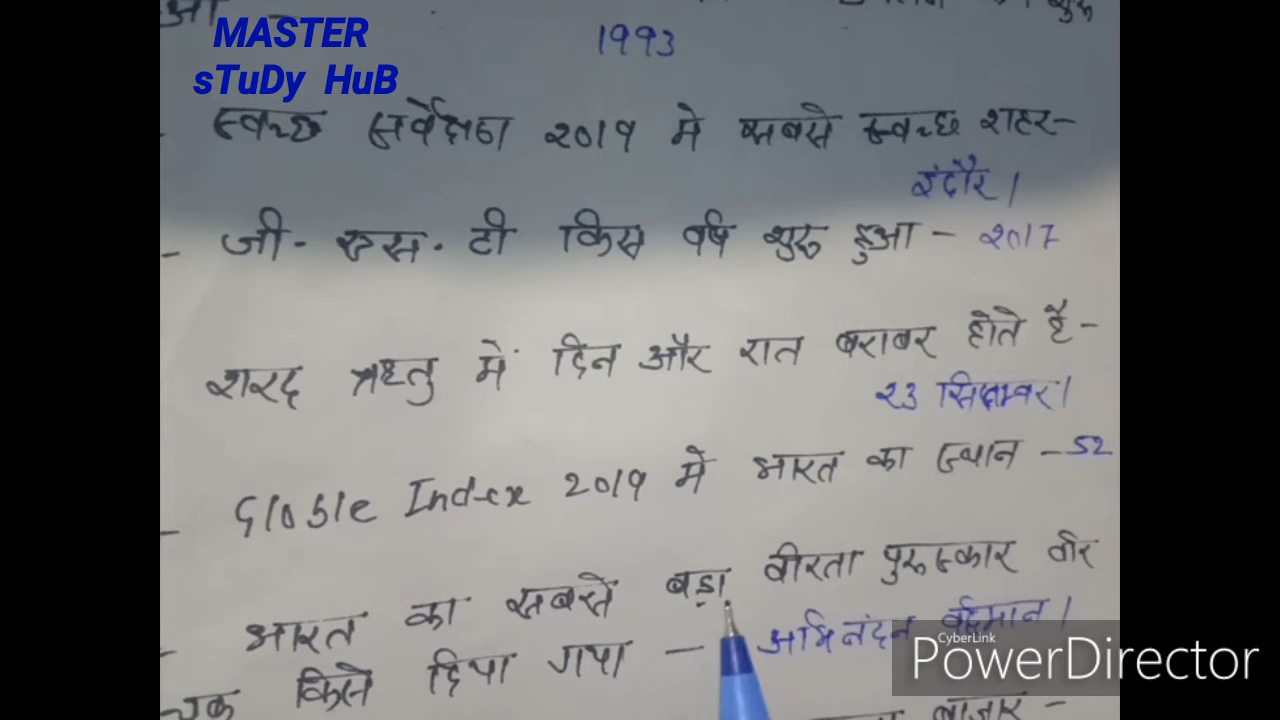 MASTER
sTuDy HuB
1993
स्वच्छ सर्वेक्षण 2019 मे सबसे स्वच्छ शहर-
इंदौर।
- जी. एस. टी किस वर्ष शुरू हुआ - 2017
शरद ऋतु में दिन और रात बराबर होते है-
23 सितम्बर।
- Globle Index 2019 मे भारत का स्थान - 52
- भारत का सबसे बड़ा वीरता पुरुस्कार वीर
चक्र किसे दिया गया - अभिनंदन वर्द्धमान।
CyberLink
PowerDirector
बाजार -